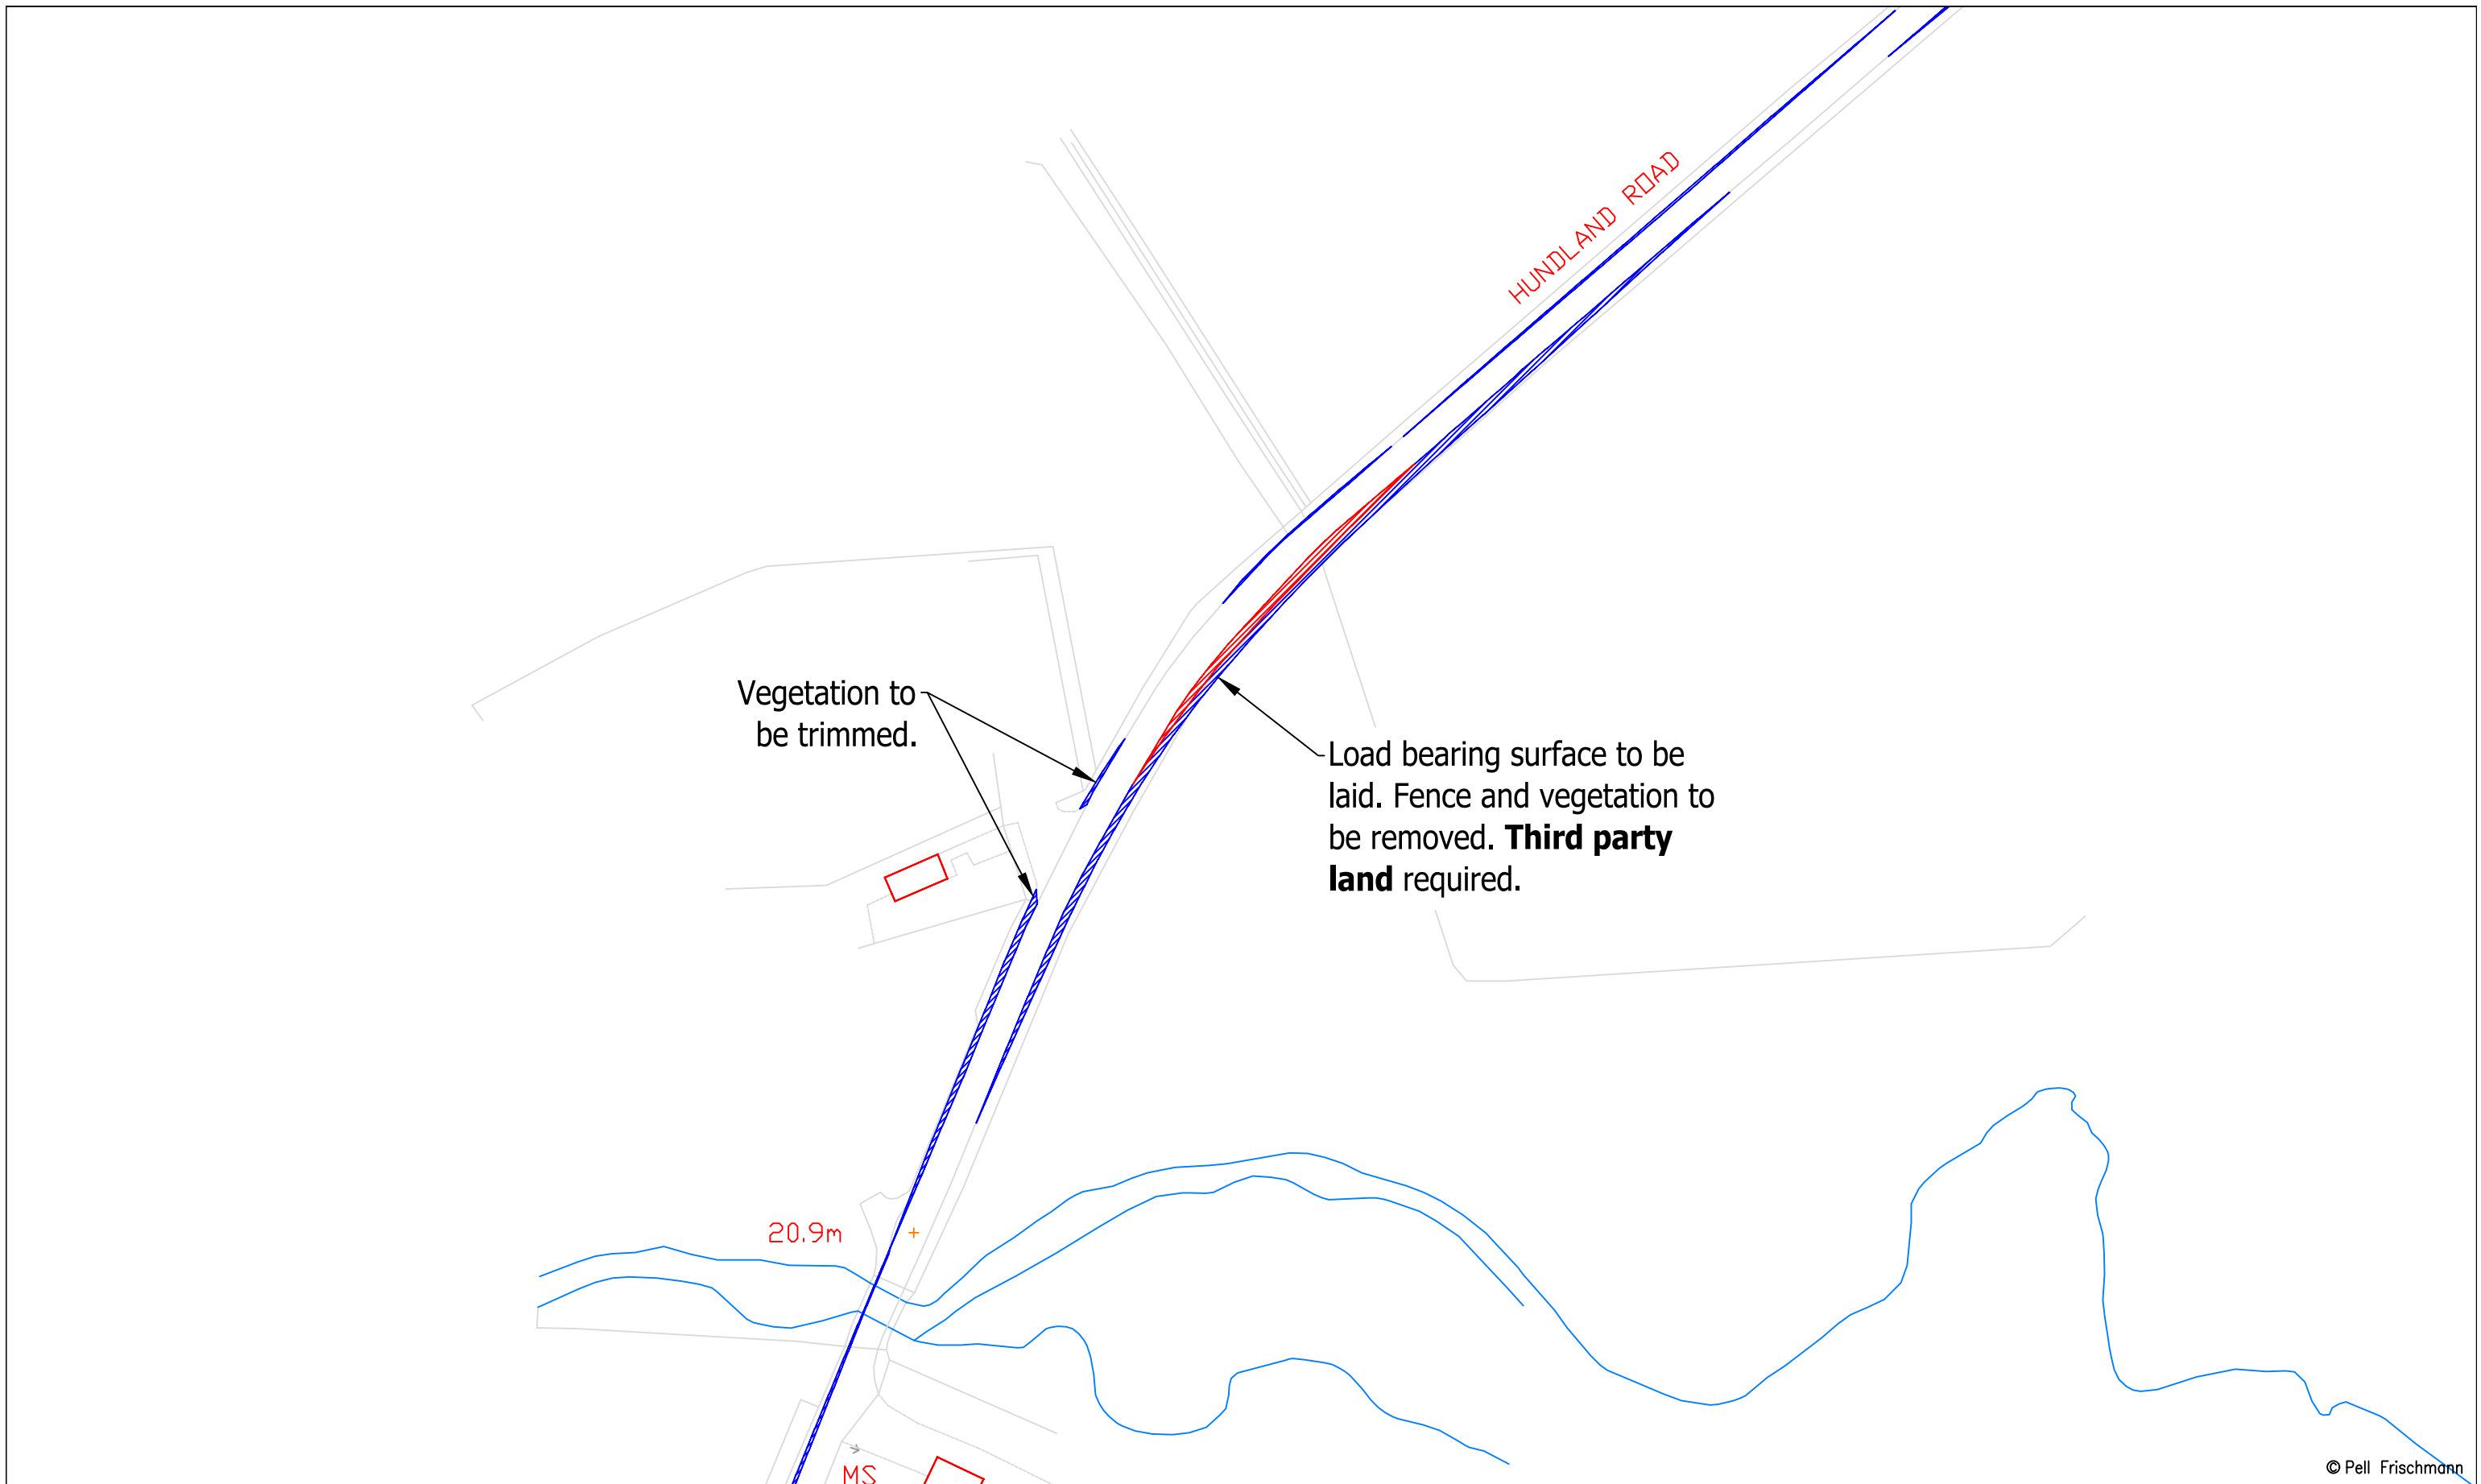 HUNDLAND ROAD
Vegetation to
be trimmed.
Load bearing surface to be
laid. Fence and vegetation to
be removed. Third party
land required.
20.9m
MS
© Pell Frischmann